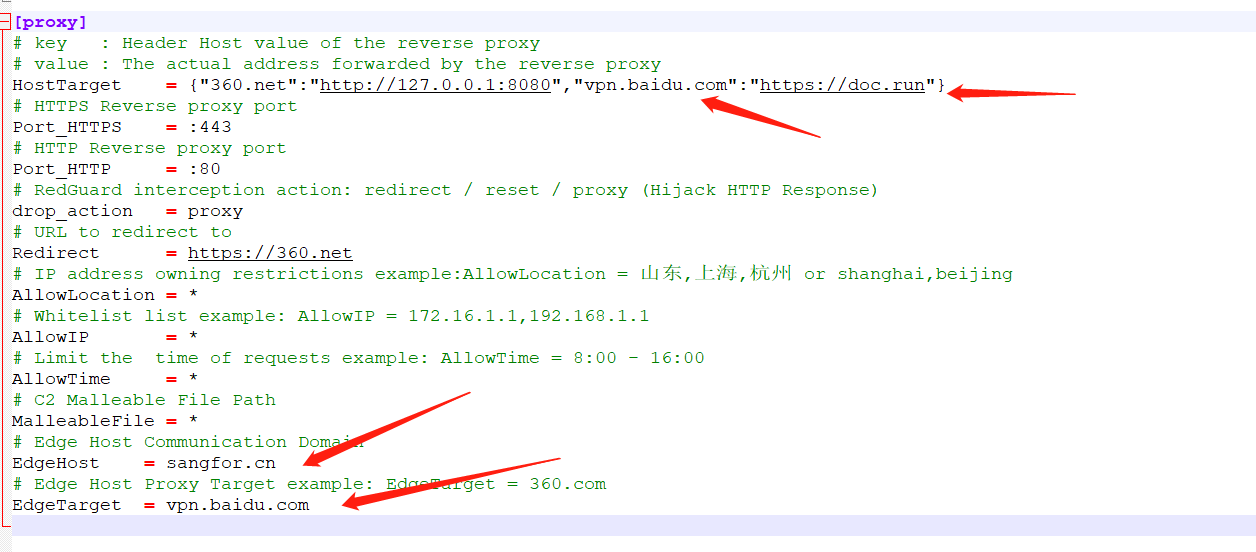 [proxy]
# key   : Header Host value of the reverse proxy
# value : The actual address forwarded by the reverse proxy
HostTarget    = {"360.net":"http://127.0.0.1:8080","vpn.baidu.com":"https://doc.run"}
# HTTPS Reverse proxy port
Port_HTTPS    = :443
# HTTP Reverse proxy port
Port_HTTP     = :80
# RedGuard interception action: redirect / reset / proxy (Hijack HTTP Response)
drop_action   = proxy
# URL to redirect to
Redirect      = https://360.net
# IP address owning restrictions example:AllowLocation = 山东,上海,杭州 or shanghai,beijing
AllowLocation = *
# Whitelist list example: AllowIP = 172.16.1.1,192.168.1.1
AllowIP       = *
# Limit the  time of requests example: AllowTime = 8:00 - 16:00
AllowTime     = *
# C2 Malleable File Path
MalleableFile = *
# Edge Host Communication Domain
EdgeHost    = sangfor.cn
# Edge Host Proxy Target example: EdgeTarget = 360.com
EdgeTarget  = vpn.baidu.com